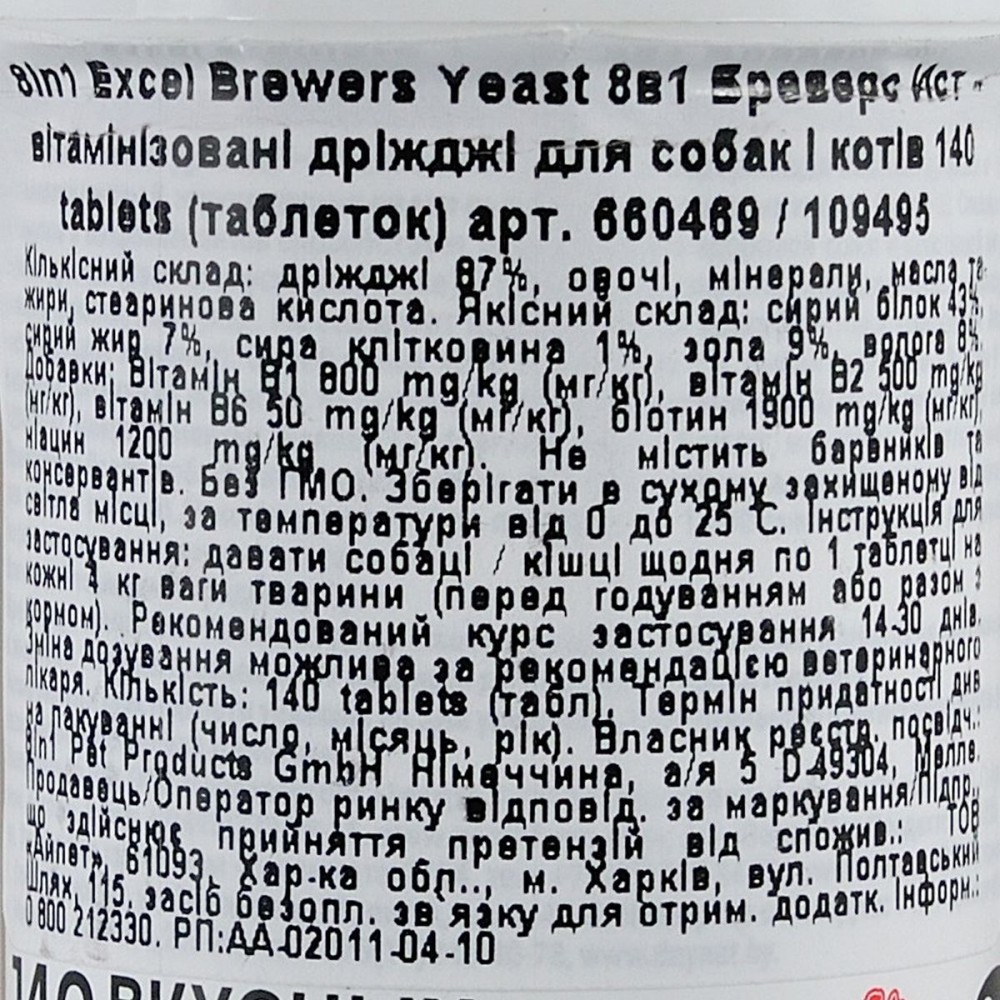 8in1 Excel Brewers Yeast 8в1 Бреверс Йст -
вітамінізовані дріжджі для собак і котів 140
tablets (таблеток) арт. 660469 / 109495
Кількісний склад: дріжджі 87%, овочі, мінерали, масла та
жири, стеаринова кислота. Якісний склад: сирий білок 43%,
сирий жир 7%, сира клітковина 1%, зола 9%, волога 8%.
Добавки: Вітамін В1 800 mg/kg (мг/кг), вітамін В2 500 mg/kg
(мг/кг), вітамін В6 50 mg/kg (мг/кг), біотин 1900 mg/kg (мг/кг),
ніацин 1200 mg/kg (мг/кг). Не містить барвників та
консервантів. Без ГМО. Зберігати в сухому захищеному від
світла місці, за температури від 0 до 25 С. Інструкція для
застосування: давати собаці / кішці щодня по 1 таблетці на
кожні 4 кг ваги тварини (перед годуванням або разом з
кормом). Рекомендований курс застосування 14-30 днів.
Зміна дозування можлива за рекомендацією ветеринарного
лікаря. Кількість: 140 tablets (табл). Термін придатності див
на пакуванні (число, місяць, рік). Власник реєстр. посвідч.:
8in1 Pet Products GmbH Німеччина, а/я 5 D-49304, Мелле.
Продавець/Оператор ринку відповід. за маркування/Підпр.,
що здійснює прийняття претензій від спожив.: ТОВ
«Айпет», 61093, Хар-ка обл.., м. Харків, вул. Полтавський
Шлях, 115. засіб безопл. зв язку для отрим. додатк. Інформ.:
0 800 212330. РП:АА-02011-04-10